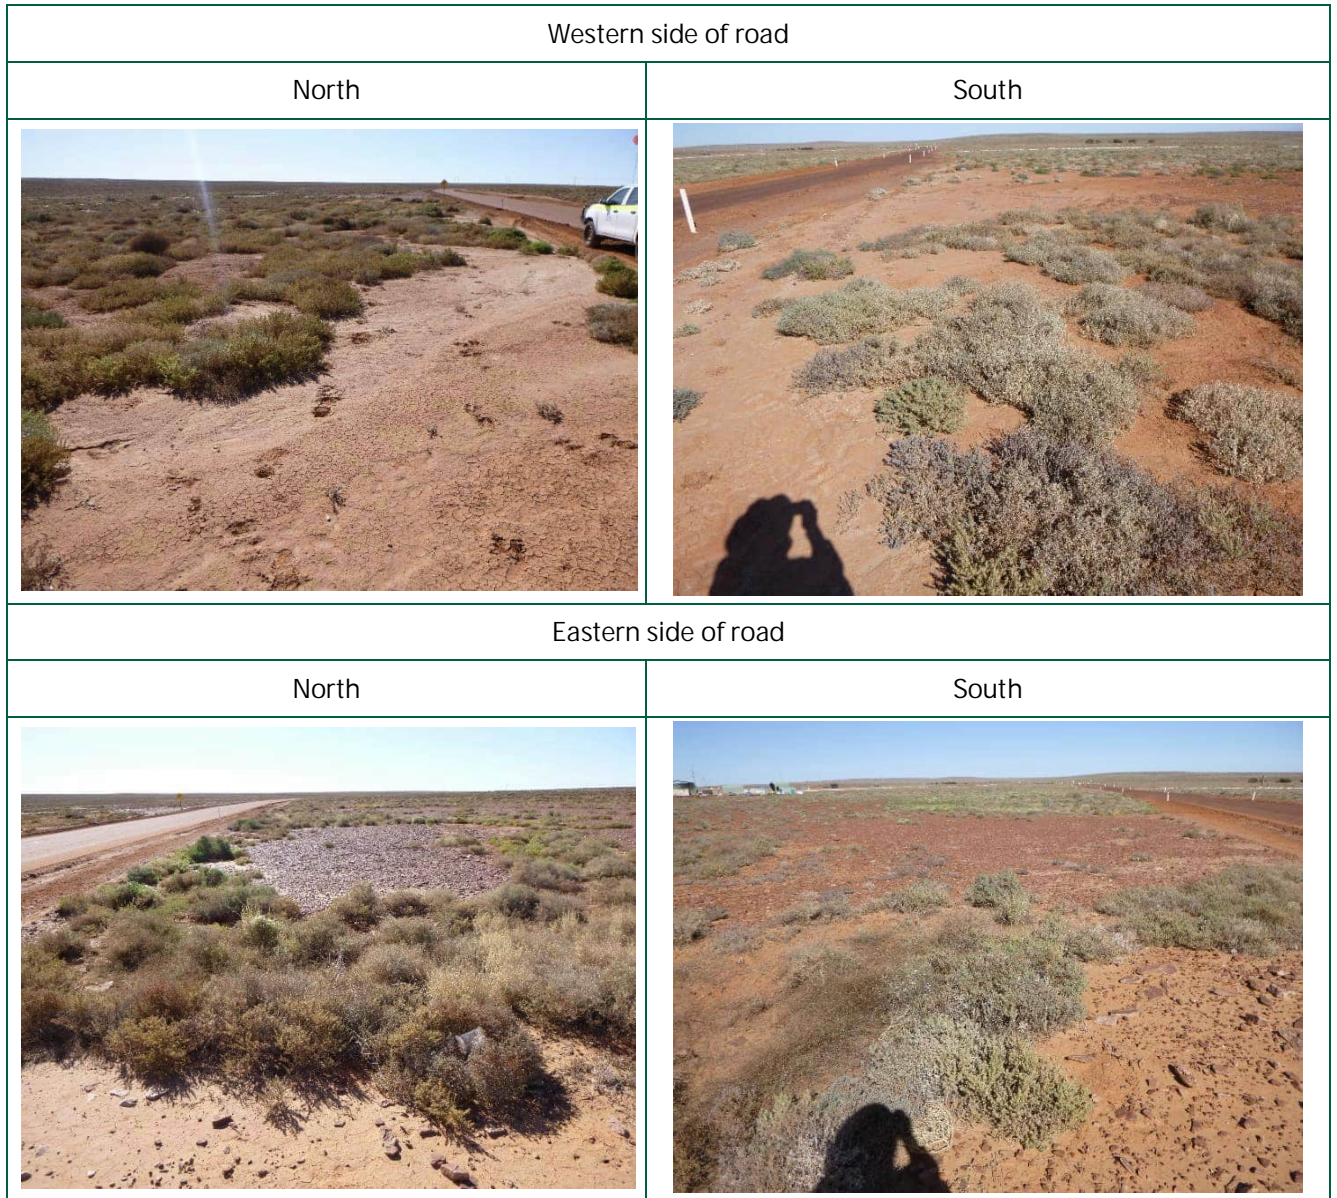 Western side of road
North
South
Eastern side of road
North
South